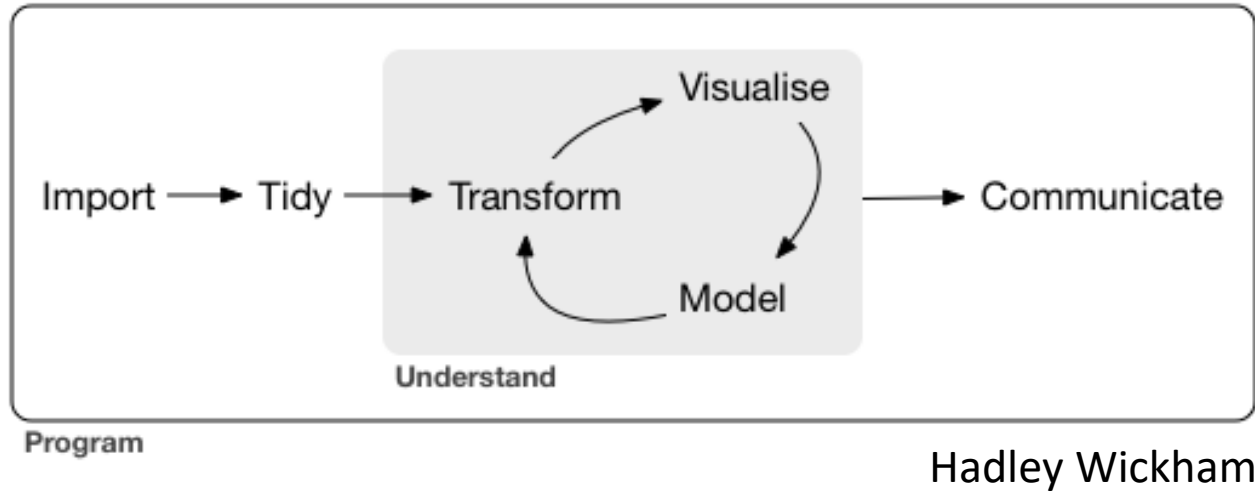 Visualise
Import
Tidy
Transform
Communicate
Model
Understand
Program
Hadley Wickham